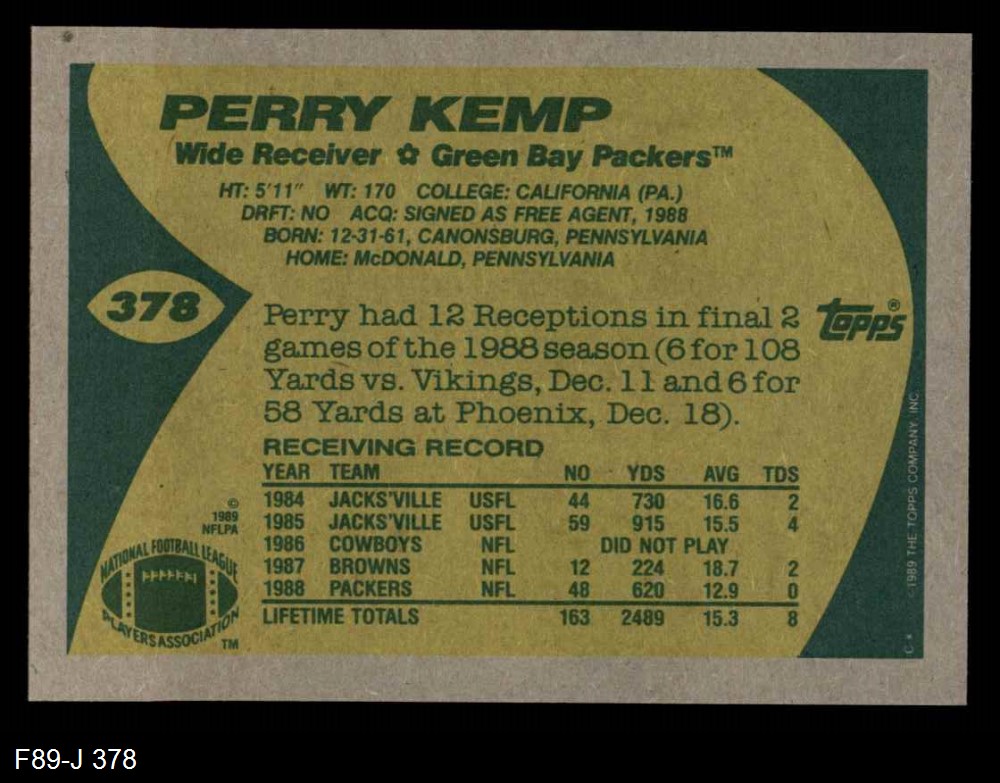 PERRY KEMP
Wide Receiver ✿ Green Bay Packers™
HT: 5'11" WT: 170 COLLEGE: CALIFORNIA (PA.)
DRFT: NO ACQ: SIGNED AS FREE AGENT, 1988
BORN: 12-31-61, CANONSBURG, PENNSYLVANIA
HOME: McDONALD, PENNSYLVANIA
378
Perry had 12 Receptions in final 2
games of the 1988 season (6 for 108
Yards vs. Vikings, Dec. 11 and 6 for
58 Yards at Phoenix, Dec. 18).
topps®
RECEIVING RECORD
YEAR TEAM NO YDS AVG TDS
1984 JACKS'VILLE USFL 44 730 16.6 2
1985 JACKS'VILLE USFL 59 915 15.5 4
1986 COWBOYS NFL DID NOT PLAY
1987 BROWNS NFL 12 224 18.7 2
1988 PACKERS NFL 48 620 12.9 0
LIFETIME TOTALS 163 2489 15.3 8
©
1989
NFLPA
NATIONAL FOOTBALL LEAGUE
PLAYERS ASSOCIATION
TM
©1989 THE TOPPS COMPANY, INC.
C*
F89-J 378